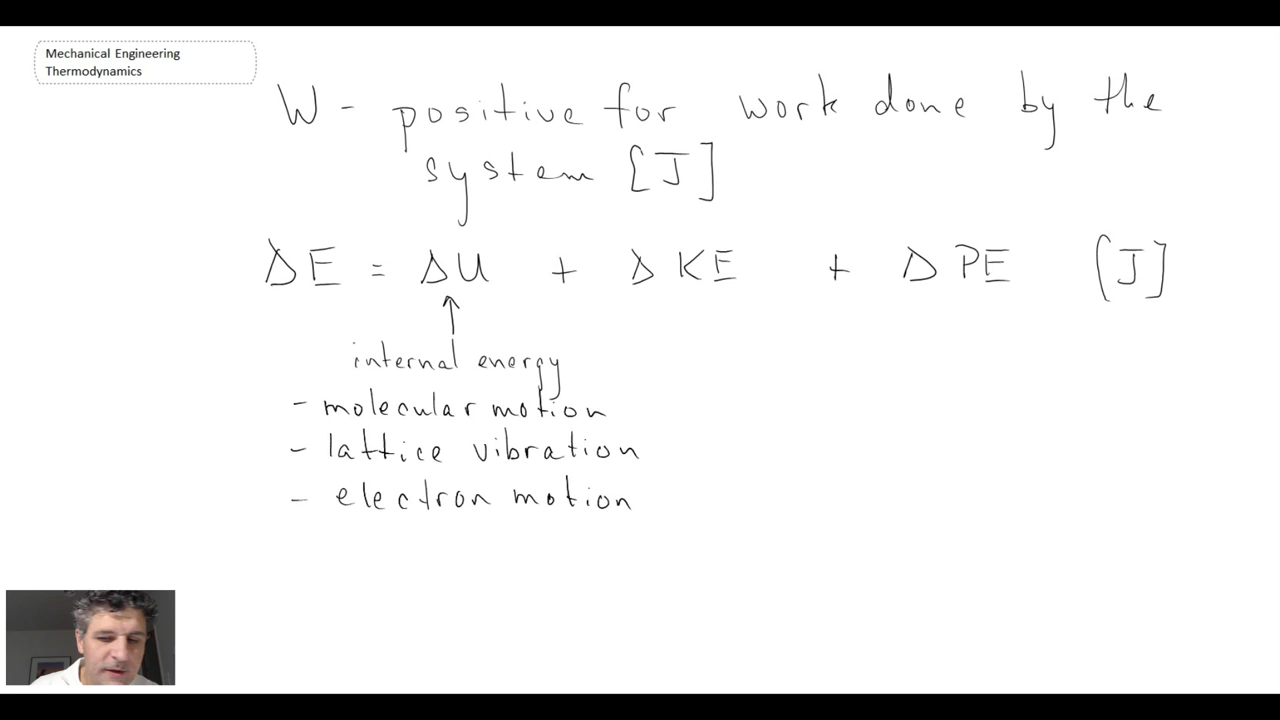 Mechanical Engineering
Thermodynamics
W - positive for work done by the
system [J]
ΔE = ΔU + ΔKE + ΔPE [J]
internal energy
- molecular motion
- lattice vibration
- electron motion